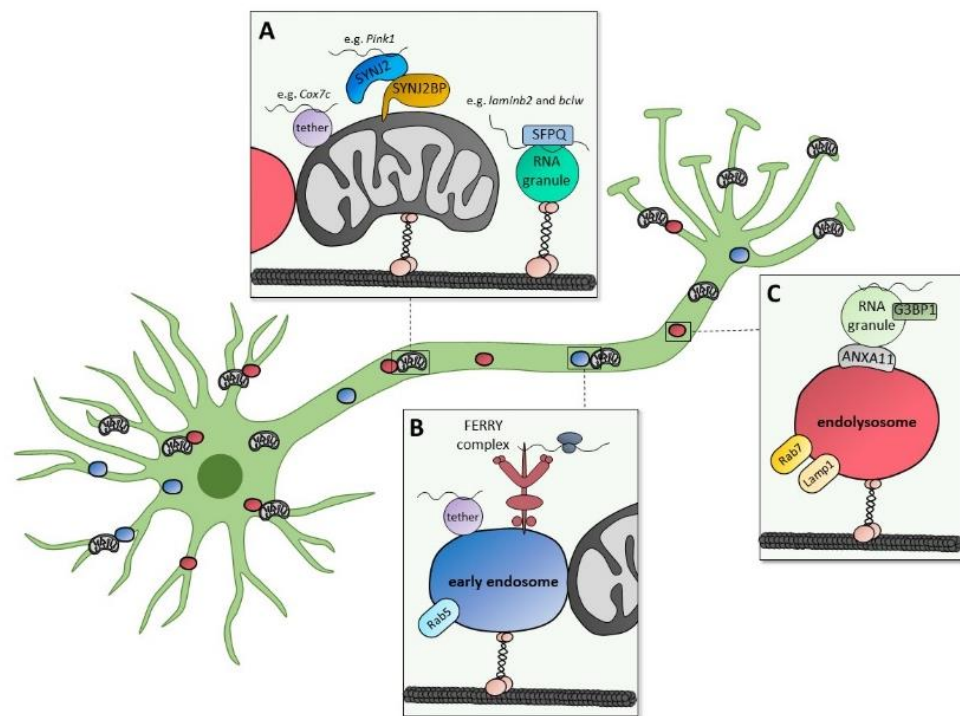 A
e.g. Pink1
SYNJ2
SYNJ2BP
e.g. Cox7c
tether
e.g. laminb2 and bclw
SFPQ
RNA
granule
B
FERRY
complex
tether
early endosome
Rab5
C
RNA
granule
G3BP1
ANXA11
endolysosome
Rab7
Lamp1